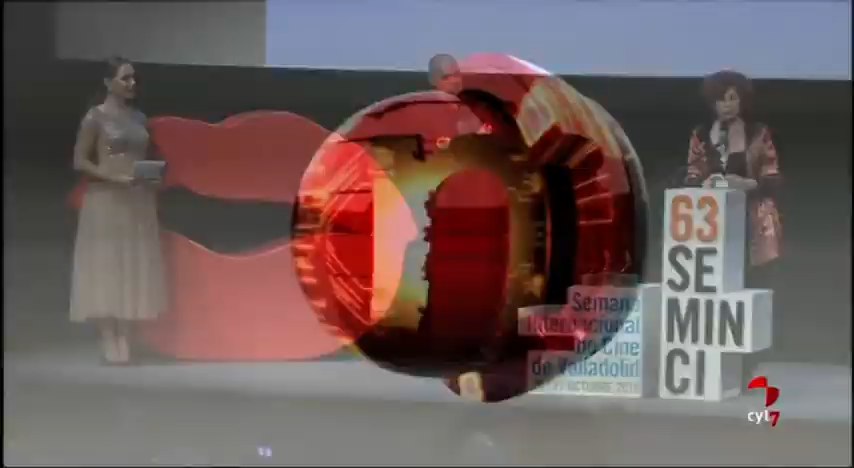 63
SE
MIN
CI
Semana
Internacional
de Cine
de Valladolid
cyl7